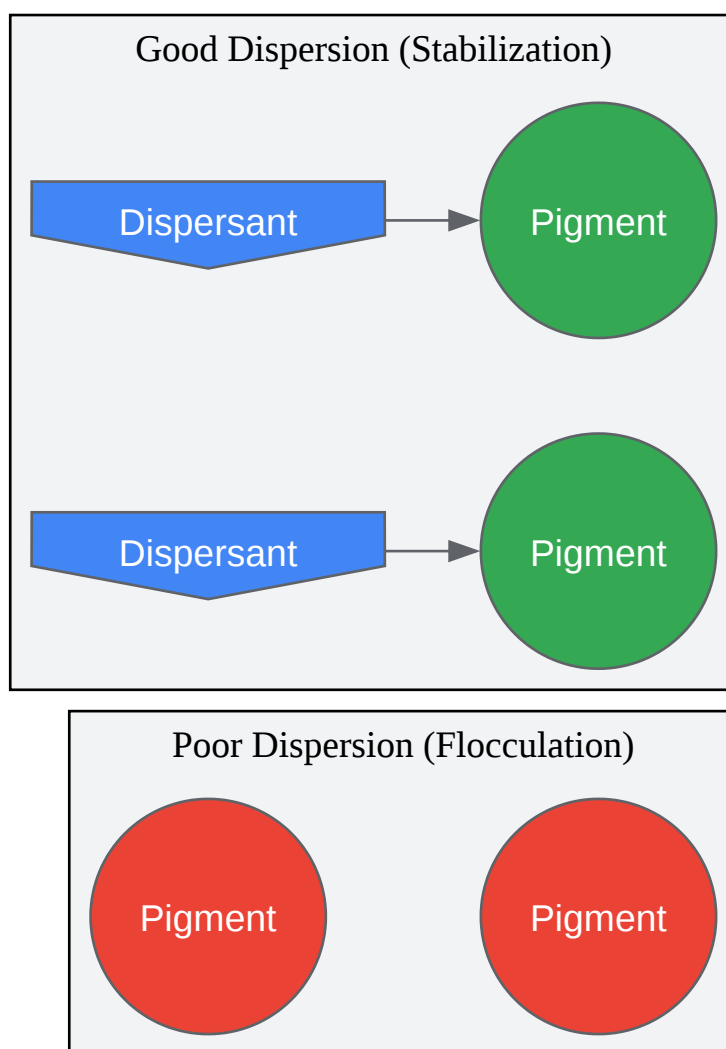 Good Dispersion (Stabilization)
Dispersant
Pigment
Dispersant
Pigment
Poor Dispersion (Flocculation)
Pigment
Pigment